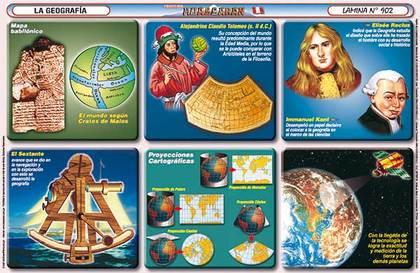 LA GEOGRAFÍA
HUASCARAN
LAMINA Nº 902
Mapa
babilónico
El mundo según
Crates de Malos
Alejandrino Claudio Tolomeo (s. II d.C.)
Su concepción del mundo
resultó predominante durante
la Edad Media, por lo que
se le puede comparar con
Aristóteles en el terreno
de la Filosofía.
Elisée Reclus
Indicó que la Geografía estudia
el diseño que sobre ella ha trazado
el hombre con su desarrollo
social e histórico
Immanuel Kant
Desempeñó un papel decisivo
al colocar a la geografía
en el marco de las ciencias
El Sextante
avance que se dio en
la navegación y
en la exploración
con esto se
desarrolló la
geografía
Proyecciones
Cartográficas
Proyección de Mercator
Proyección Cónica
Con la llegada de
la tecnología se
logra la exactitud
y medición de
la tierra y los
demás planetas